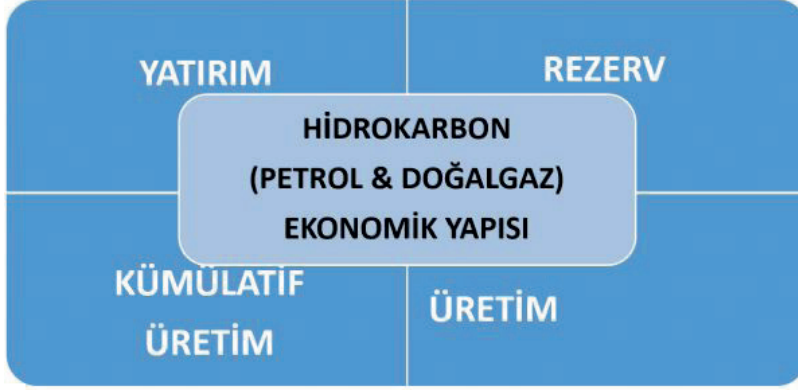 YATIRIM
REZERV
HİDROKARBON
(PETROL & DOĞALGAZ)
EKONOMİK YAPISI
KÜMÜLATİF
ÜRETİM
ÜRETİM